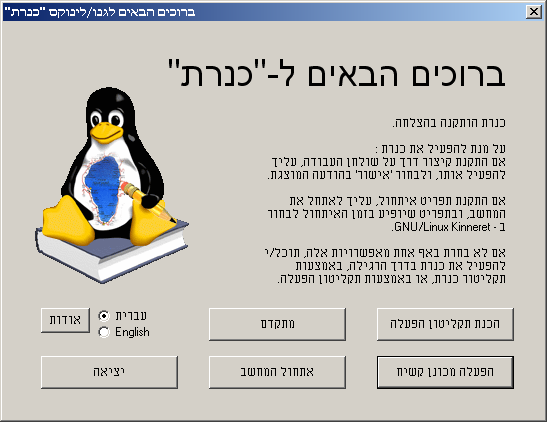 ברוכים הבאים לגנו/לינוקס "כנרת"
ברוכים הבאים ל-"כנרת"
כנרת הותקנה בהצלחה.
על מנת להפעיל את כנרת :
אם התקנת קיצור דרך על שולחן העבודה, עליך
להפעיל אותו, ולבחור 'אישור' בהודעה המוצגת.
אם התקנת תפריט איתחול, עליך לאתחל את
המחשב, ובתפריט שיופיע בזמן האיתחול לבחור
ב - GNU/Linux Kinneret.
אם לא בחרת באף אחת מאפשרויות אלה, תוכל/י
להפעיל את כנרת בדרך הרגילה, באמצעות
תקליטור כנרת, או באמצעות תקליטון הפעלה.
הכנת תקליטון הפעלה
מתקדם
עברית
English
אודות
הפעלה מכונן קשיח
אתחול המחשב
יציאה